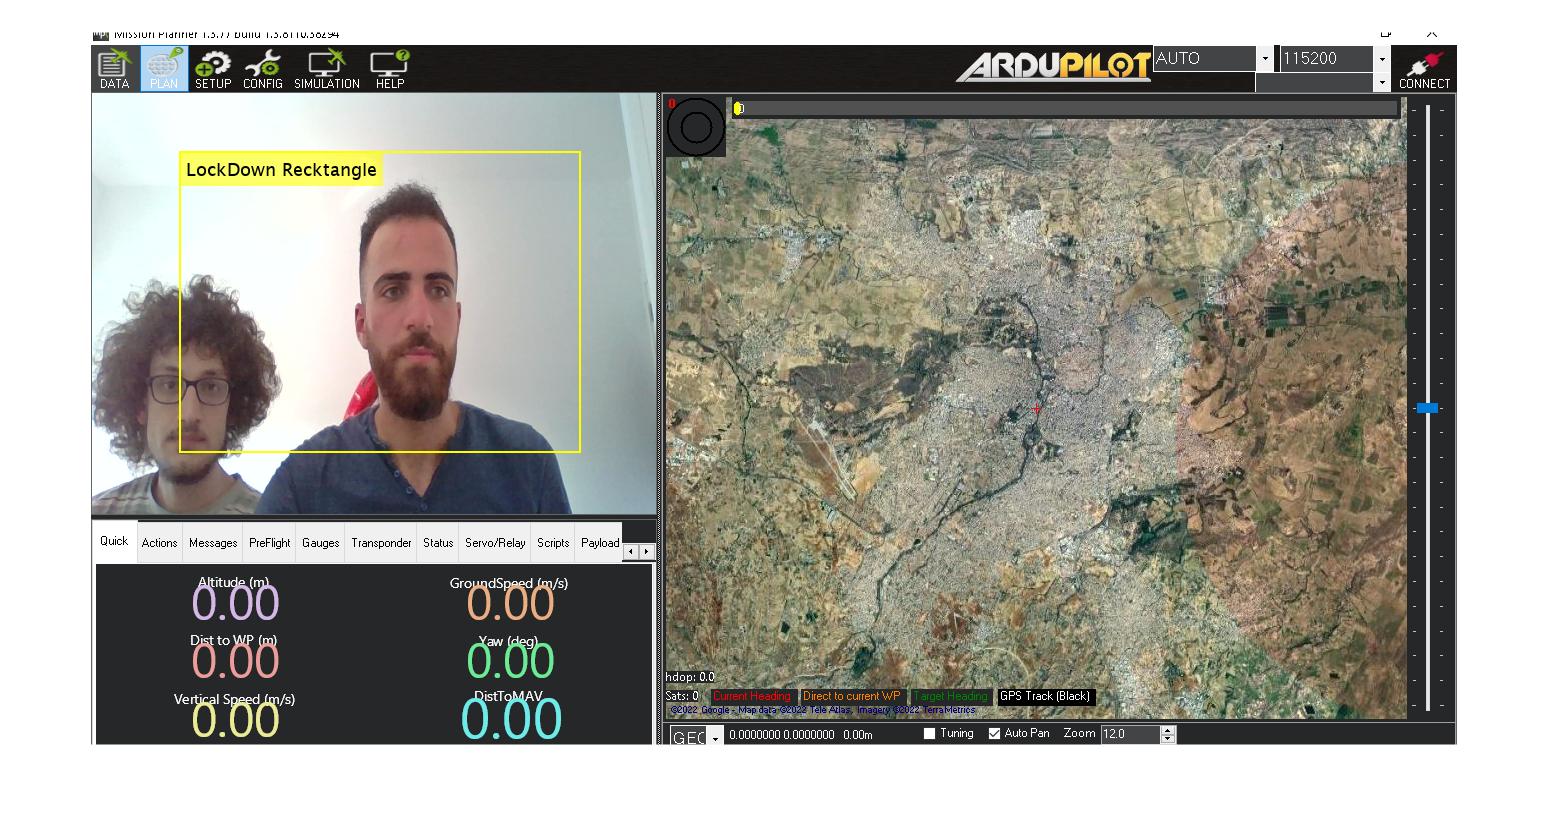 Mission Planner 1.3.77 build 1.3.8110.38294
DATA
PLAN
SETUP
CONFIG
SIMULATION
HELP
ARDUPILOT
AUTO
115200
CONNECT
LockDown Recktangle
0
0
Quick
Actions
Messages
PreFlight
Gauges
Transponder
Status
Servo/Relay
Scripts
Payload
Altitude (m)
0.00
GroundSpeed (m/s)
0.00
Dist to WP (m)
0.00
Yaw (deg)
0.00
Vertical Speed (m/s)
0.00
DistToMAV
0.00
hdop: 0.0
Sats: 0
Current Heading
Direct to current WP
Target Heading
GPS Track (Black)
©2022 Google - Map data ©2022 Tele Atlas, Imagery ©2022 TerraMetrics
GEO
0.0000000 0.0000000
0.00m
Tuning
Auto Pan
Zoom
12.0